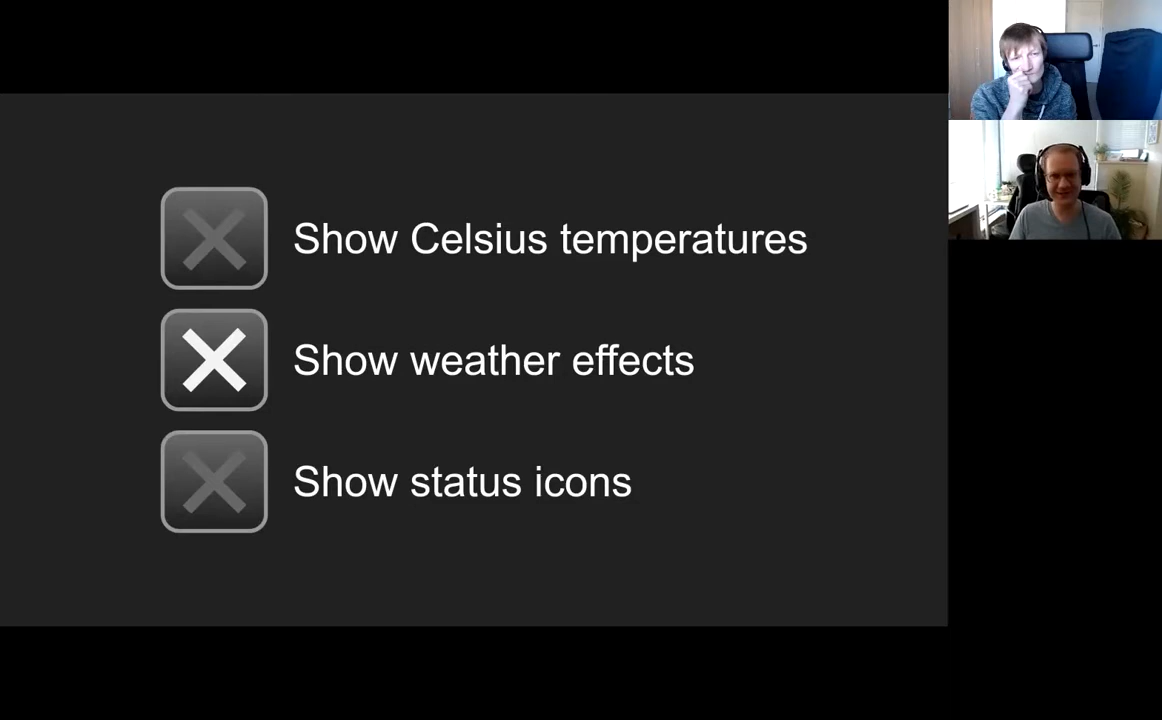 Show Celsius temperatures
Show weather effects
Show status icons